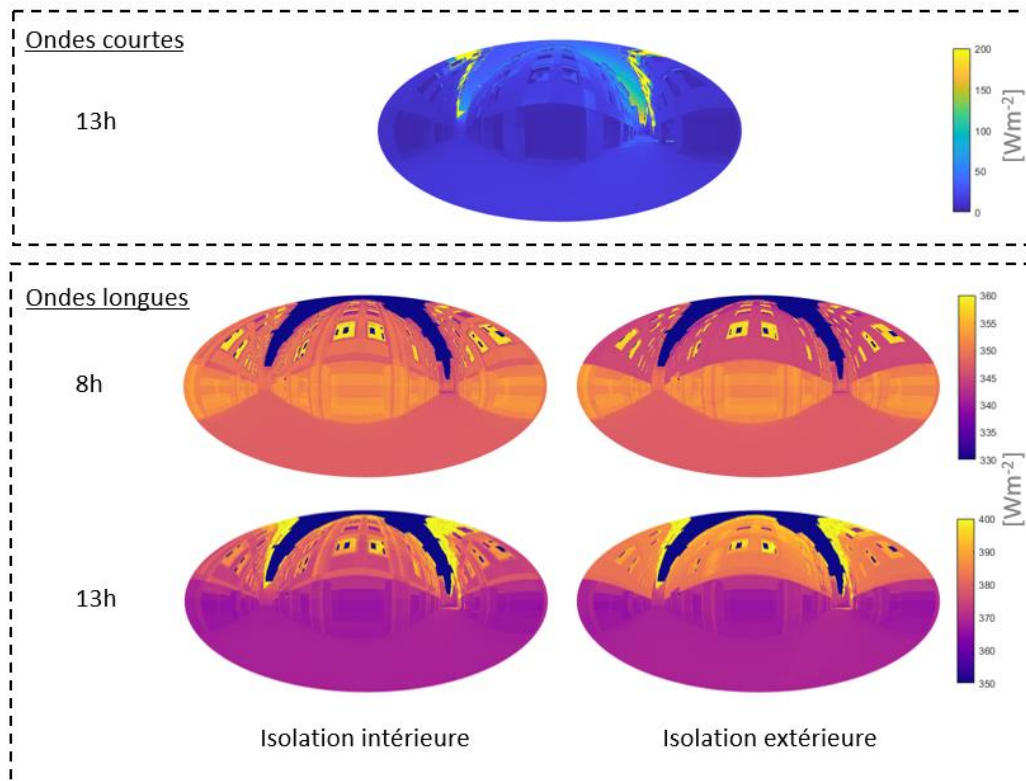 Ondes courtes
13h
200
150
100
50
0
[Wm-2]
Ondes longues
8h
360
355
350
345
340
335
330
[Wm-2]
13h
400
390
380
370
360
350
Isolation intérieure
Isolation extérieure